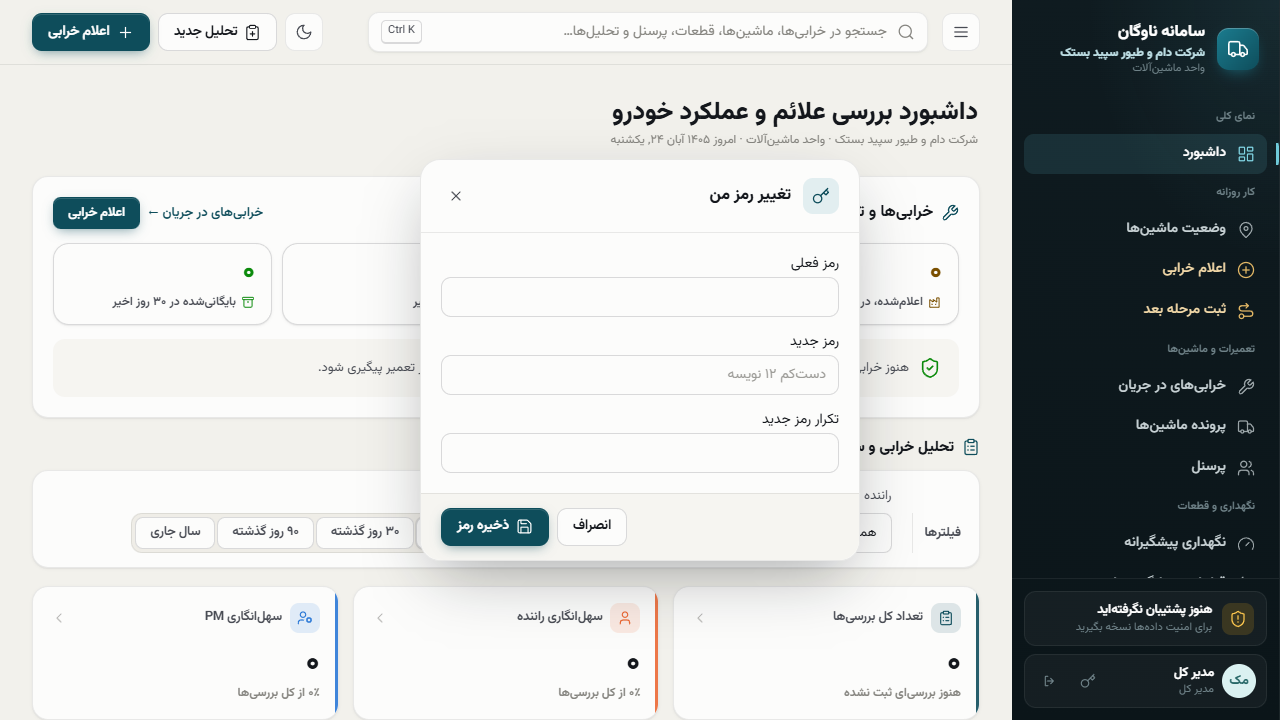 سامانه ناوگان
شرکت دام و طیور سپید بستک
واحد ماشین‌آلات
نمای کلی
داشبورد
کار روزانه
وضعیت ماشین‌ها
اعلام خرابی
ثبت مرحله بعد
تعمیرات و ماشین‌ها
خرابی‌های در جریان
پرونده ماشین‌ها
پرسنل
نگهداری و قطعات
نگهداری پیشگیرانه
هنوز پشتیبان نگرفته‌اید
برای امنیت داده‌ها نسخه بگیرید
مک
مدیر کل
مدیر کل
جستجو در خرابی‌ها، ماشین‌ها، قطعات، پرسنل و تحلیل‌ها…
Ctrl K
تحلیل جدید
اعلام خرابی
داشبورد بررسی علائم و عملکرد خودرو
شرکت دام و طیور سپید بستک · واحد ماشین‌آلات · امروز ۱۴۰۵ آبان ۲۴, یکشنبه
خرابی‌ها و
خرابی‌های در جریان ←
اعلام خرابی
۰
اعلام‌شده، در
۰
بایگانی‌شده در ۳۰ روز اخیر
هنوز
تعمیر پیگیری شود.
تغییر رمز من
رمز فعلی
رمز جدید
دست‌کم ۱۲ نویسه
تکرار رمز جدید
انصراف
ذخیره رمز
تحلیل خرابی و
راننده
فیلترها
۳۰ روز گذشته
۹۰ روز گذشته
سال جاری
تعداد کل بررسی‌ها
۰
هنوز بررسی‌ای ثبت نشده
سهل‌انگاری راننده
۰
۰٪ از کل بررسی‌ها
سهل‌انگاری PM
۰
۰٪ از کل بررسی‌ها